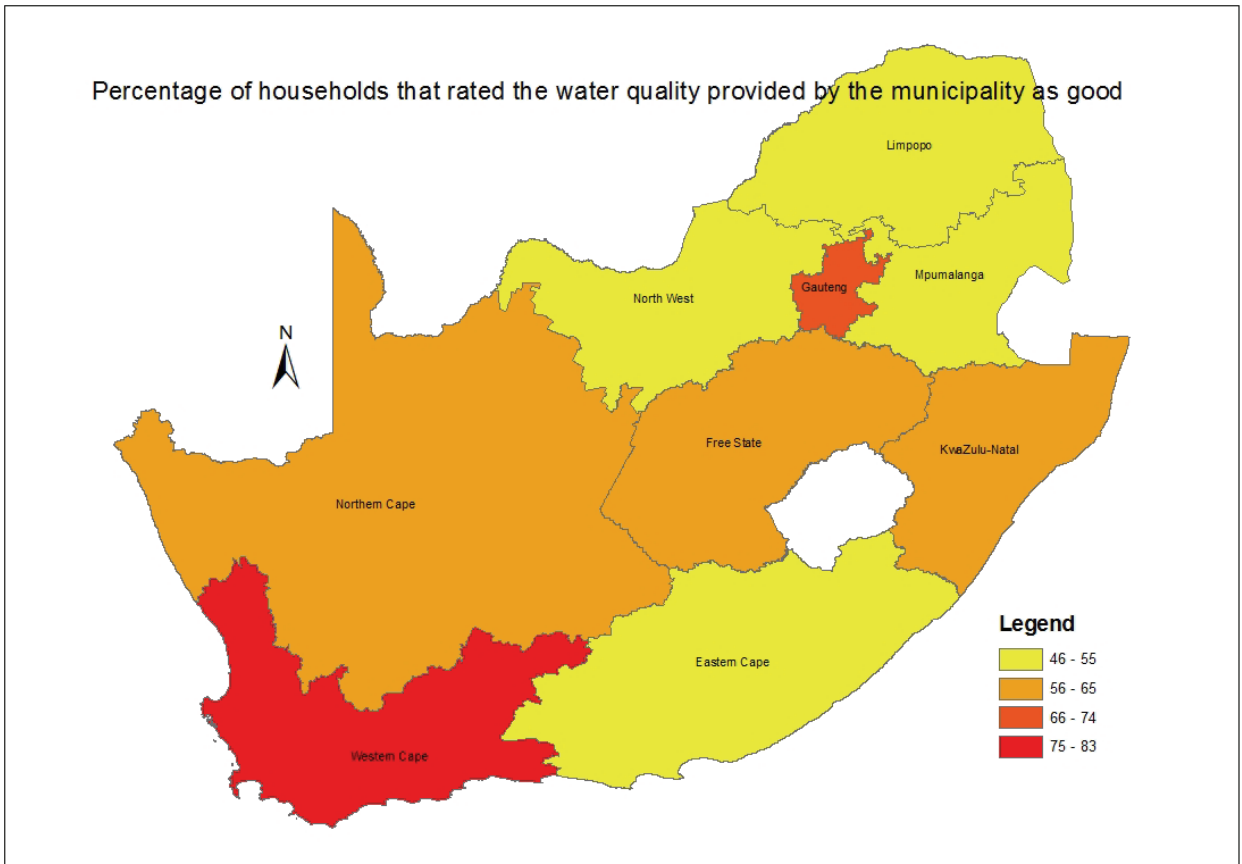 Percentage of households that rated the water quality provided by the municipality as good
Limpopo
Mpumalanga
Gauteng
North West
N
Free State
KwaZulu-Natal
Northern Cape
Eastern Cape
Western Cape
Legend
46 - 55
56 - 65
66 - 74
75 - 83